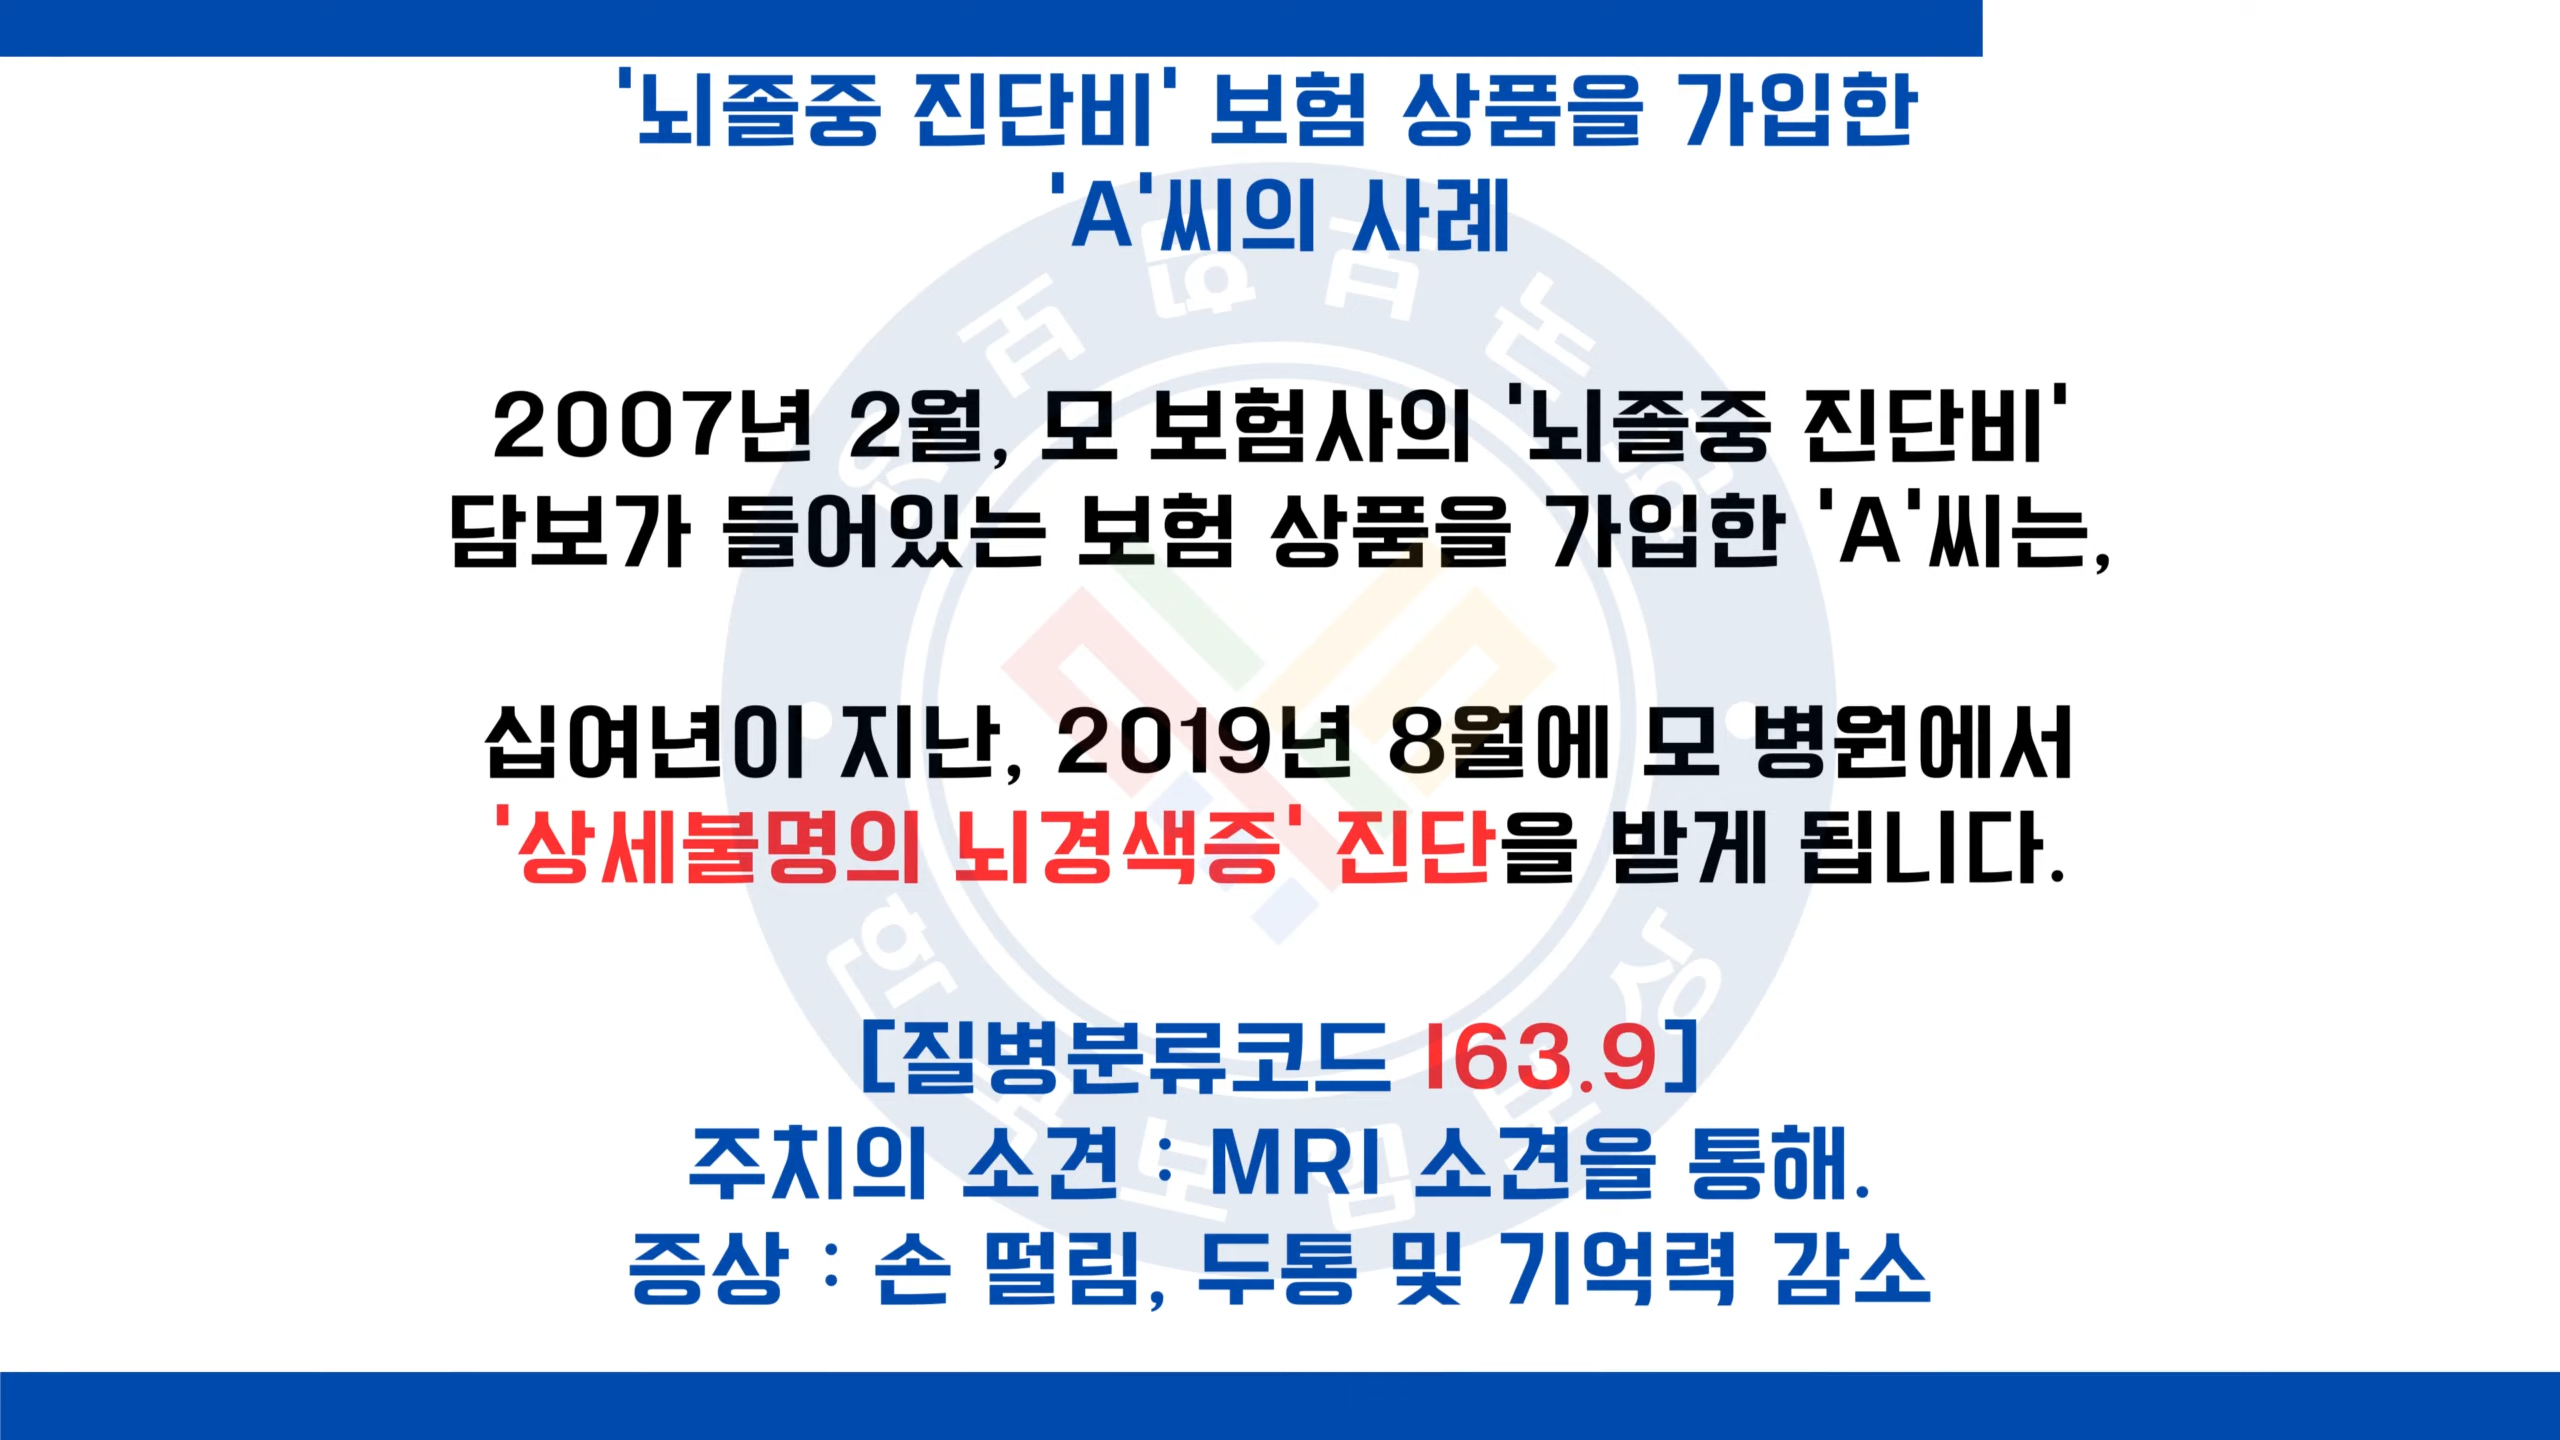 '뇌졸중 진단비' 보험 상품을 가입한
'A'씨의 사례
2007년 2월, 모 보험사의 '뇌졸중 진단비'
담보가 들어있는 보험 상품을 가입한 'A'씨는,
십여년이 지난, 2019년 8월에 모 병원에서
'상세불명의 뇌경색증' 진단을 받게 됩니다.
[질병분류코드 I63.9]
주치의 소견 : MRI 소견을 통해.
증상 : 손 떨림, 두통 및 기억력 감소